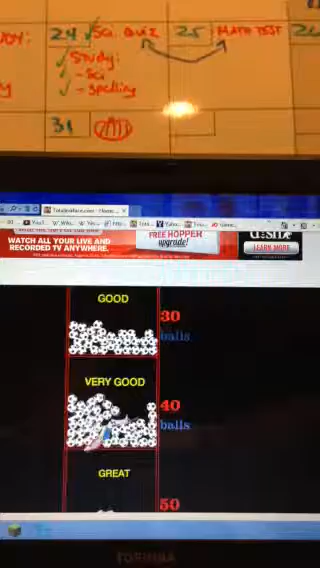 24 ✓ Sci. Quiz 25 MATH TEST
✓ Study:
✓ - Sci
✓ - Spelling
31
WATCH ALL YOUR LIVE AND
RECORDED TV ANYWHERE.
FREE HOPPER
upgrade!
LEARN MORE
GOOD
30
balls
VERY GOOD
40
balls
GREAT
50
TOSHIBA